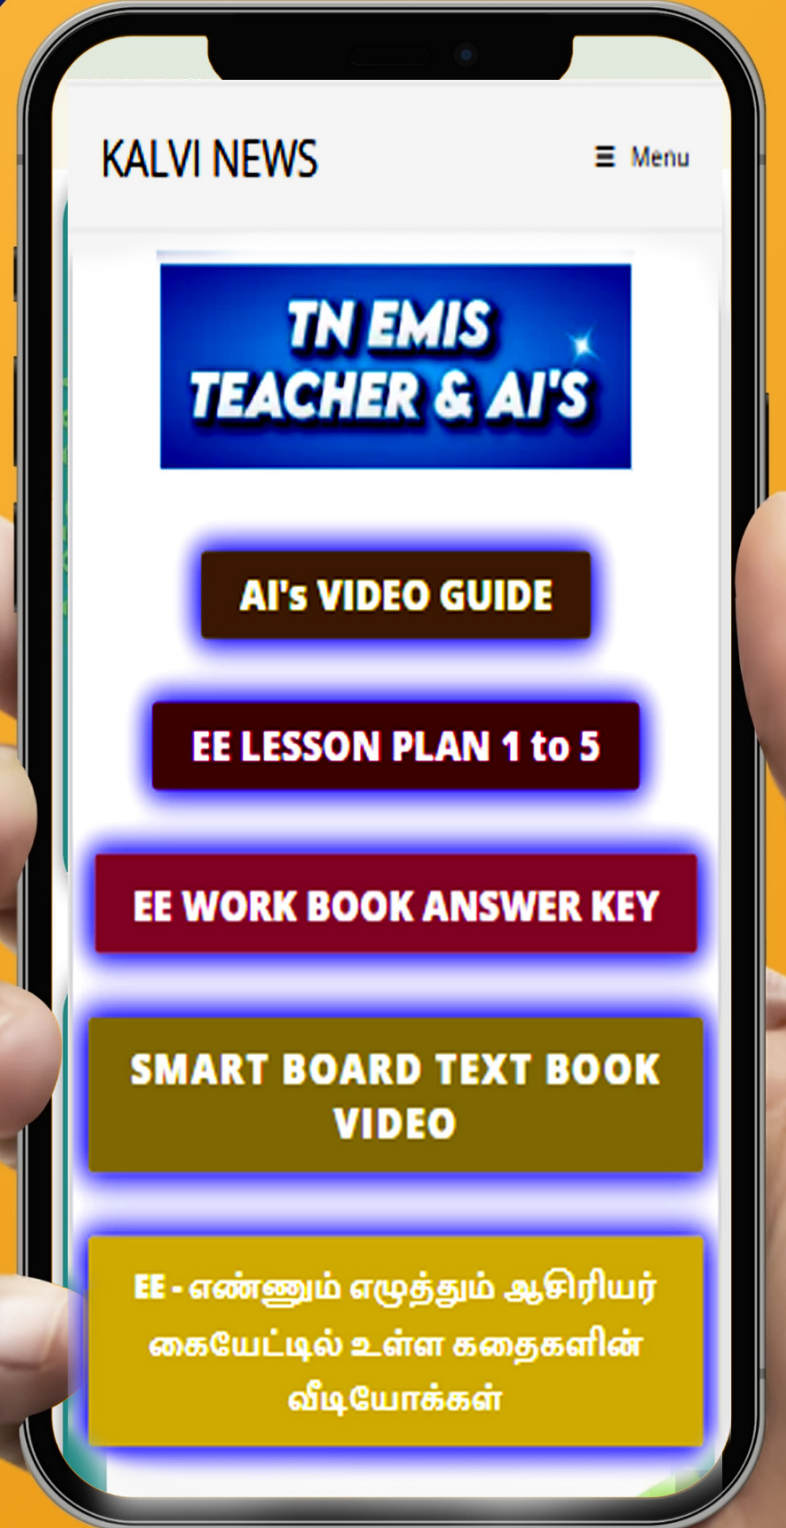 KALVI NEWS
☰ Menu
TN EMIS
TEACHER & AI'S
AI's VIDEO GUIDE
EE LESSON PLAN 1 to 5
EE WORK BOOK ANSWER KEY
SMART BOARD TEXT BOOK
VIDEO
EE - எண்ணும் எழுத்தும் ஆசிரியர்
கையேட்டில் உள்ள கதைகளின்
வீடியோக்கள்